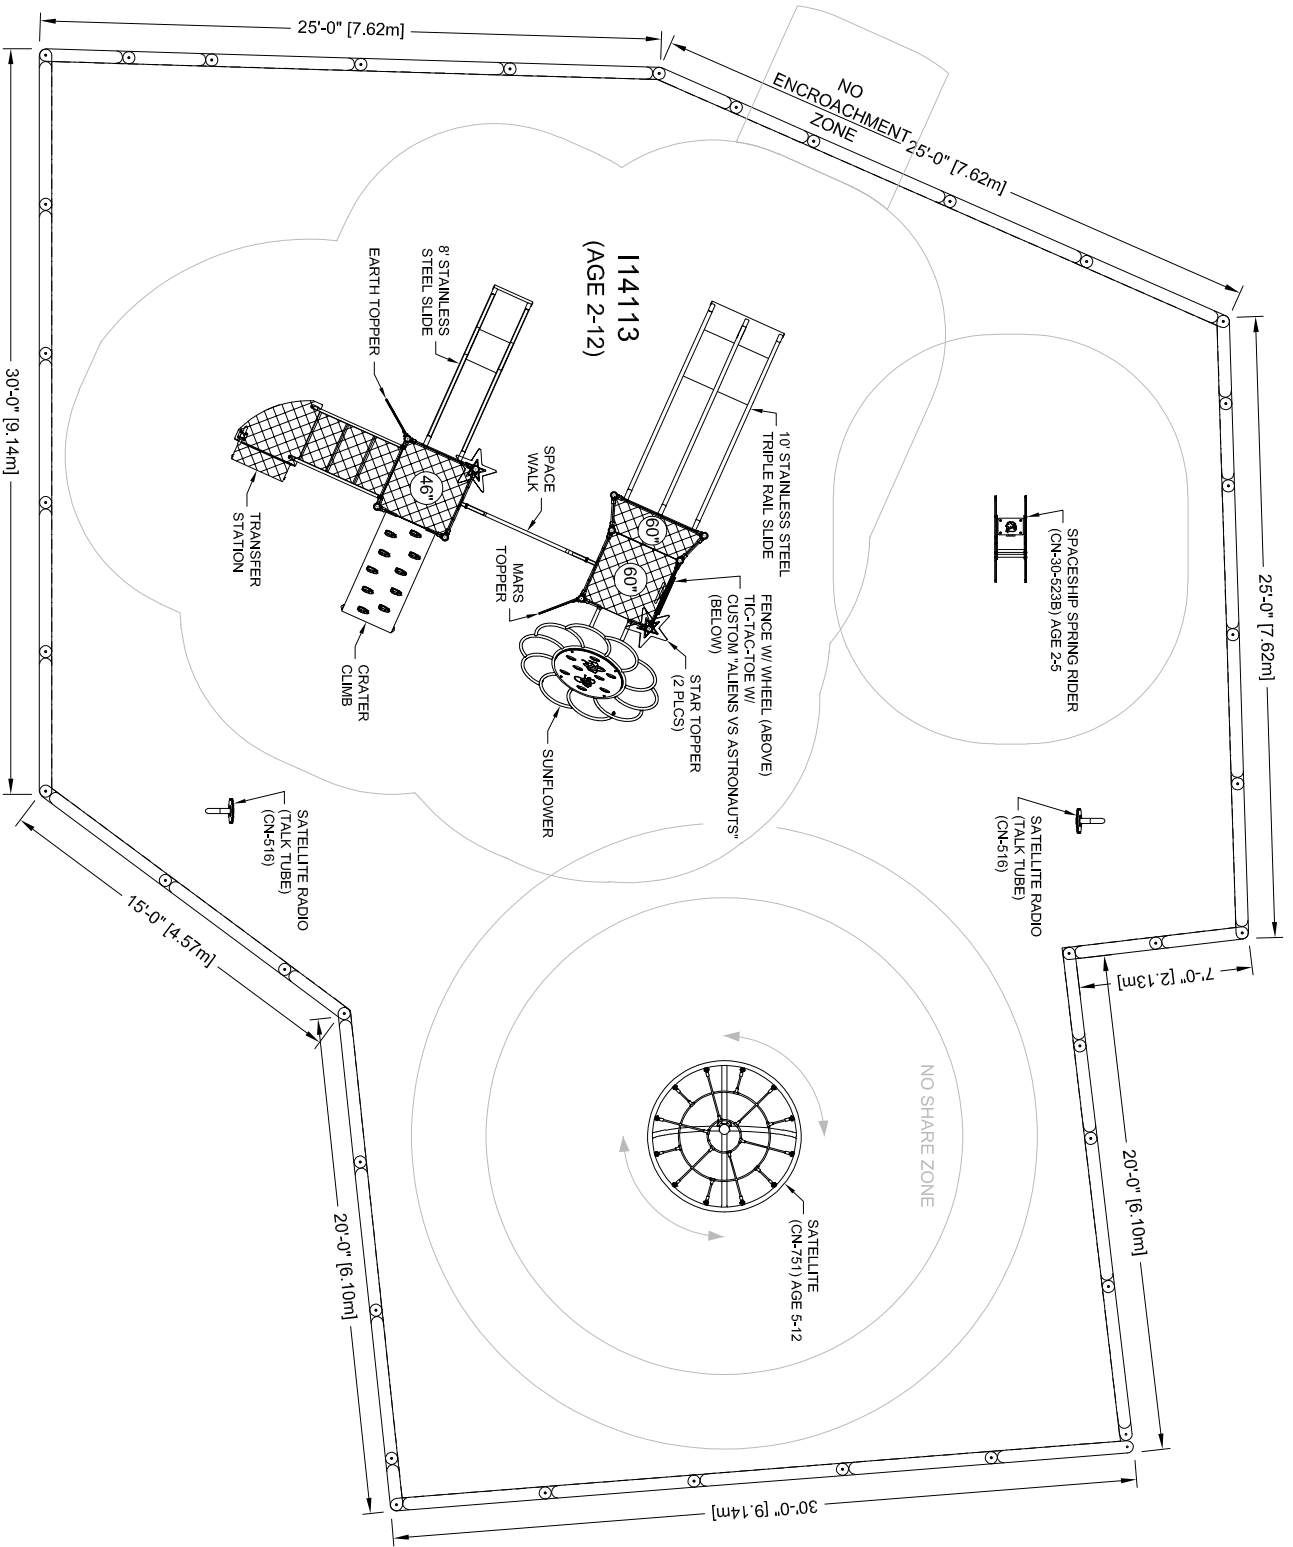 25'-0" [7.62m]
NO
ENCROACHMENT
ZONE
25'-0" [7.62m]
25'-0" [7.62m]
7'-0" [2.13m]
20'-0" [6.10m]
30'-0" [9.14m]
20'-0" [6.10m]
15'-0" [4.57m]
30'-0" [9.14m]
I14113
(AGE 2-12)
SPACESHIP SPRING RIDER
(CN-30-523B) AGE 2-5
10' STAINLESS STEEL
TRIPLE RAIL SLIDE
FENCE W/ WHEEL (ABOVE)
TIC-TAC-TOE W/
CUSTOM "ALIENS VS ASTRONAUTS"
(BELOW)
STAR TOPPER
(2 PLCS)
SUNFLOWER
MARS
TOPPER
SPACE
WALK
8' STAINLESS
STEEL SLIDE
EARTH TOPPER
TRANSFER
STATION
CRATER
CLIMB
46"
60"
60"
SATELLITE RADIO
(TALK TUBE)
(CN-516)
SATELLITE RADIO
(TALK TUBE)
(CN-516)
NO SHARE ZONE
SATELLITE
(CN-751) AGE 5-12